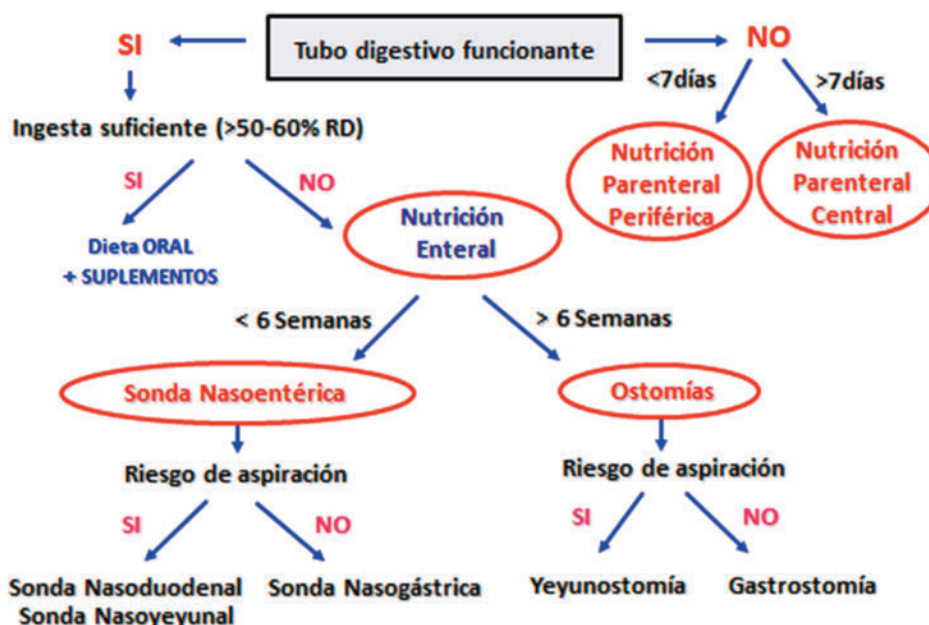 SI
Tubo digestivo funcionante
NO
<7días
>7días
Ingesta suficiente (>50-60% RD)
SI
NO
Nutrición
Parenteral
Periférica
Nutrición
Parenteral
Central
Dieta ORAL
+ SUPLEMENTOS
Nutrición
Enteral
< 6 Semanas
> 6 Semanas
Sonda Nasoentérica
Ostomías
Riesgo de aspiración
Riesgo de aspiración
SI
NO
SI
NO
Sonda Nasoduodenal
Sonda Nasoyeyunal
Sonda Nasogástrica
Yeyunostomía
Gastrostomía